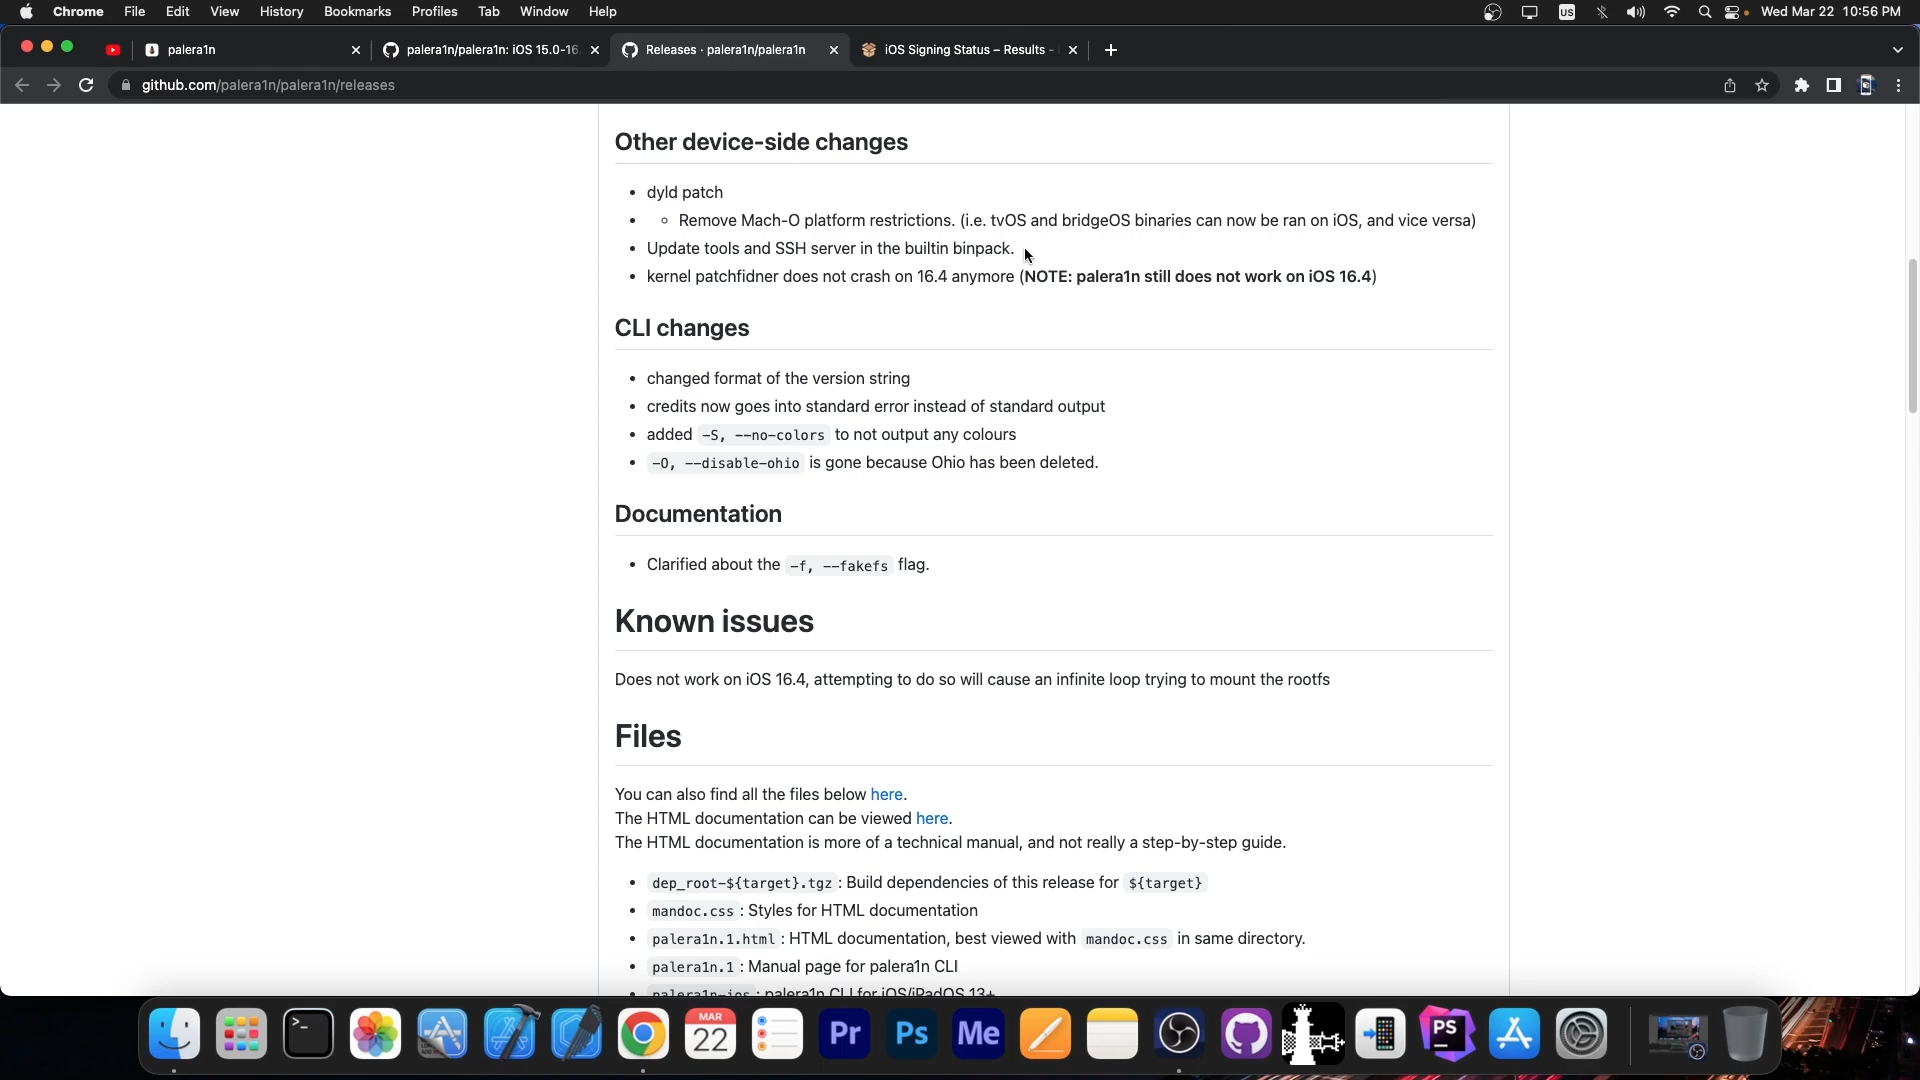 Chrome File Edit View History Bookmarks Profiles Tab Window Help US Wed Mar 22 10:56 PM
palera1n palera1n/palera1n: iOS 15.0-16. Releases · palera1n/palera1n iOS Signing Status – Results -
github.com/palera1n/palera1n/releases
Other device-side changes
dyld patch
Remove Mach-O platform restrictions. (i.e. tvOS and bridgeOS binaries can now be ran on iOS, and vice versa)
Update tools and SSH server in the builtin binpack.
kernel patchfidner does not crash on 16.4 anymore (NOTE: palera1n still does not work on iOS 16.4)
CLI changes
changed format of the version string
credits now goes into standard error instead of standard output
added -S, --no-colors to not output any colours
-O, --disable-ohio is gone because Ohio has been deleted.
Documentation
Clarified about the -f, --fakefs flag.
Known issues
Does not work on iOS 16.4, attempting to do so will cause an infinite loop trying to mount the rootfs
Files
You can also find all the files below here.
The HTML documentation can be viewed here.
The HTML documentation is more of a technical manual, and not really a step-by-step guide.
dep_root-${target}.tgz : Build dependencies of this release for ${target}
mandoc.css : Styles for HTML documentation
palera1n.1.html : HTML documentation, best viewed with mandoc.css in same directory.
palera1n.1 : Manual page for palera1n CLI
palera1n-ios : palera1n CLI for iOS/iPadOS 13+
MAR
22
Pr Ps Me PS